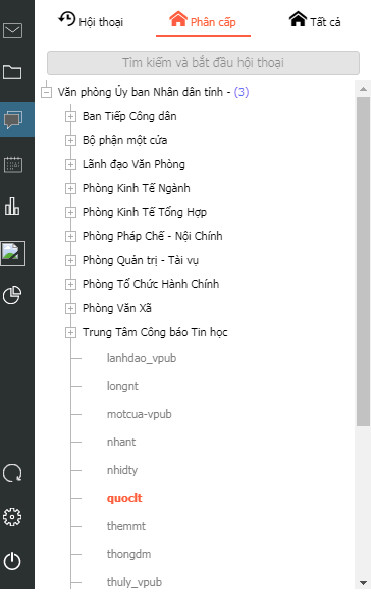 Hội thoại Phân cấp Tất cả
Tìm kiếm và bắt đầu hội thoại
Văn phòng Ủy ban Nhân dân tỉnh - (3)
Ban Tiếp Công dân
Bộ phận một cửa
Lãnh đạo Văn Phòng
Phòng Kinh Tế Ngành
Phòng Kinh Tế Tổng Hợp
Phòng Pháp Chế - Nội Chính
Phòng Quản trị - Tài vụ
Phòng Tổ Chức Hành Chính
Phòng Văn Xã
Trung Tâm Công báo Tin học
lanhdao_vpub
longnt
motcua-vpub
nhant
nhidty
quoclt
themmt
thongdm
thuly_vpub